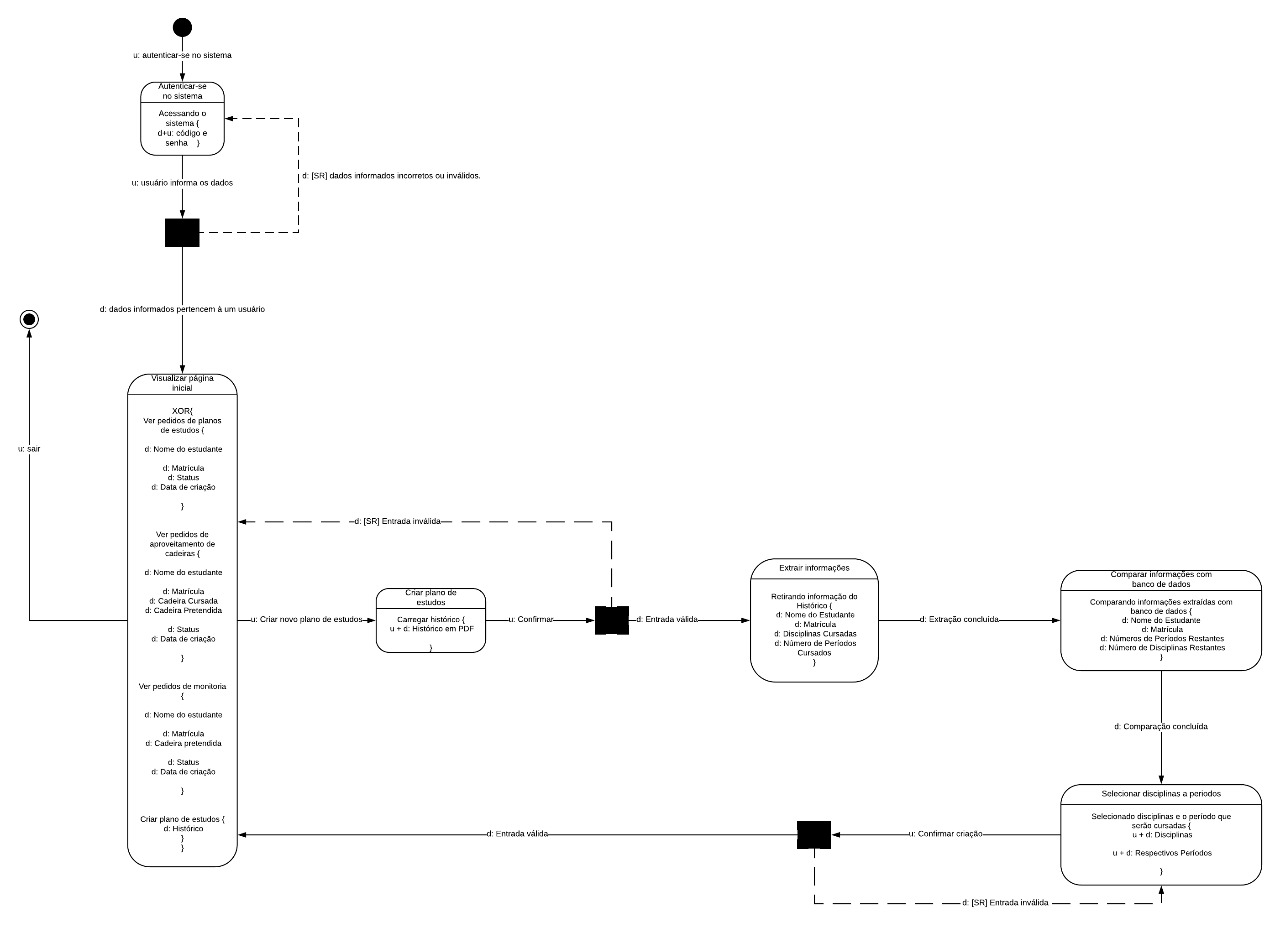 u: autenticar-se no sistema
Autenticar-se
no sistema
Acessando o
sistema {
d+u: código e
senha }
d: [SR] dados informados incorretos ou inválidos.
u: usuário informa os dados
d: dados informados pertencem à um usuário
u: sair
Visualizar página
inicial
XOR{
Ver pedidos de planos
de estudos {
d: Nome do estudante
d: Matrícula
d: Status
d: Data de criação
}
Ver pedidos de
aproveitamento de
cadeiras {
d: Nome do estudante
d: Matrícula
d: Cadeira Cursada
d: Cadeira Pretendida
d: Status
d: Data de criação
}
Ver pedidos de monitoria
{
d: Nome do estudante
d: Matrícula
d: Cadeira pretendida
d: Status
d: Data de criação
}
Criar plano de estudos {
d: Histórico
}
}
d: [SR] Entrada inválida
u: Criar novo plano de estudos
Criar plano de
estudos
Carregar histórico {
u + d: Histórico em PDF
}
u: Confirmar
d: Entrada válida
Extrair informações
Retirando informação do
Histórico {
d: Nome do Estudante
d: Matrícula
d: Disciplinas Cursadas
d: Número de Períodos
Cursados
}
d: Extração concluída
Comparar informações com
banco de dados
Comparando informações extraídas com
banco de dados {
d: Nome do Estudante
d: Matrícula
d: Números de Períodos Restantes
d: Número de Disciplinas Restantes
}
d: Comparação concluída
Selecionar disciplinas a periodos
Selecionado disciplinas e o período que
serão cursadas {
u + d: Disciplinas
u + d: Respectivos Períodos
}
u: Confirmar criação
d: Entrada válida
d: [SR] Entrada inválida